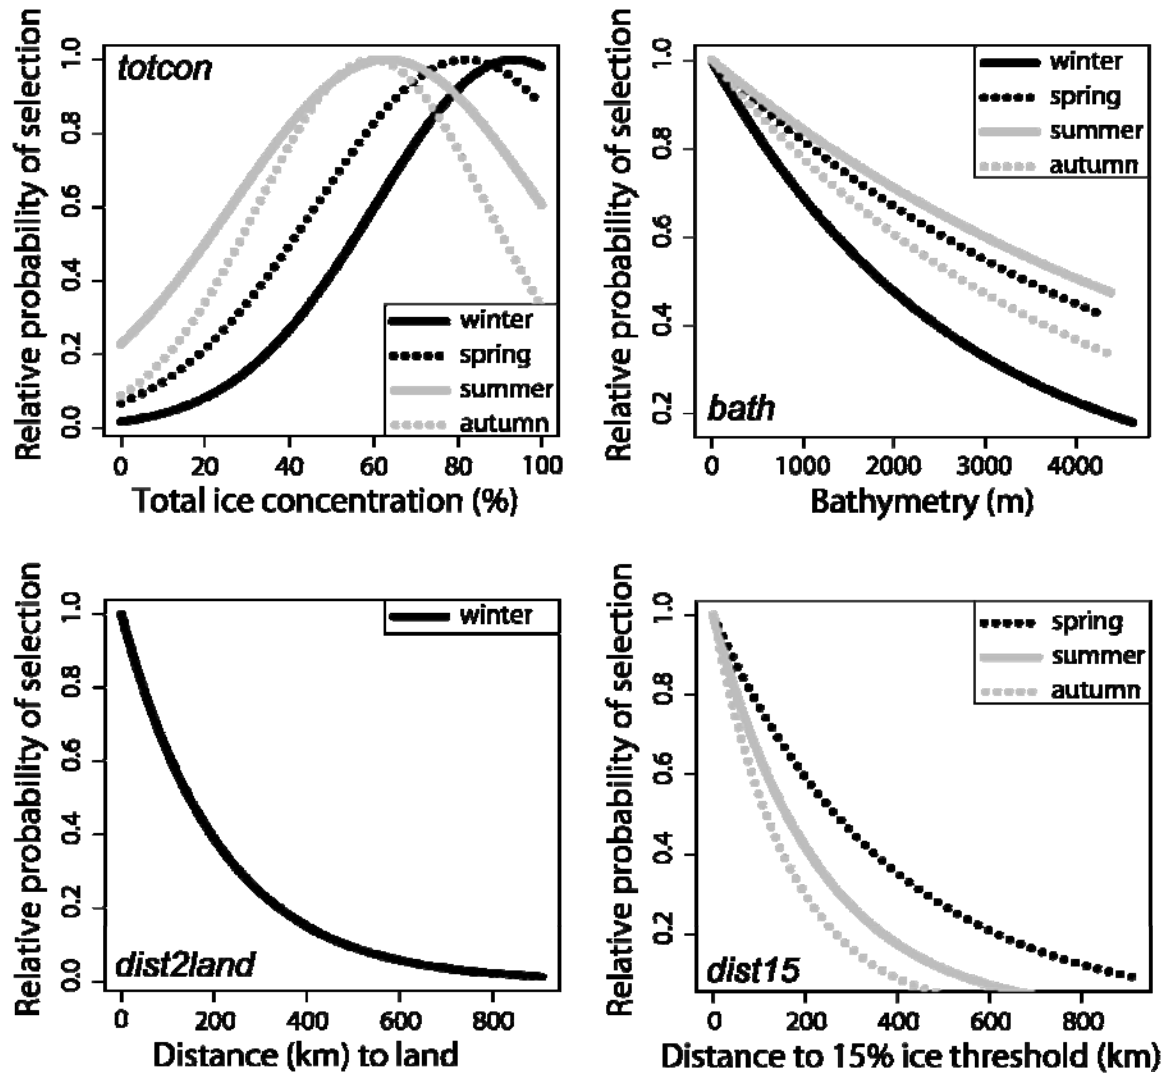 totcon
Relative probability of selection
0.0 0.2 0.4 0.6 0.8 1.0
winter
spring
summer
autumn
0 20 40 60 80 100
Total ice concentration (%)
winter
spring
summer
autumn
Relative probability of selection
0.2 0.4 0.6 0.8 1.0
bath
0 1000 2000 3000 4000
Bathymetry (m)
winter
Relative probability of selection
0.0 0.2 0.4 0.6 0.8 1.0
dist2land
0 200 400 600 800
Distance (km) to land
spring
summer
autumn
Relative probability of selection
0.2 0.4 0.6 0.8 1.0
dist15
0 200 400 600 800
Distance to 15% ice threshold (km)